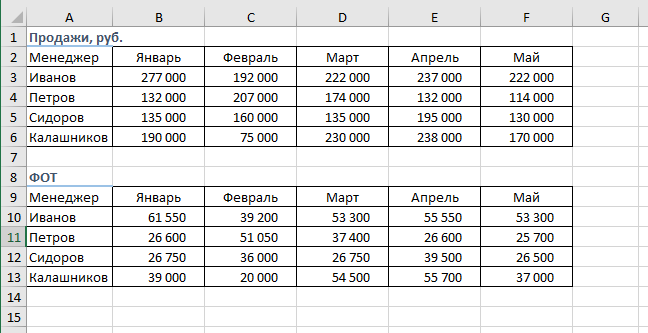 A B C D E F G
1 Продажи, руб.
2 Менеджер Январь Февраль Март Апрель Май
3 Иванов 277 000 192 000 222 000 237 000 222 000
4 Петров 132 000 207 000 174 000 132 000 114 000
5 Сидоров 135 000 160 000 135 000 195 000 130 000
6 Калашников 190 000 75 000 230 000 238 000 170 000
7
8 ФОТ
9 Менеджер Январь Февраль Март Апрель Май
10 Иванов 61 550 39 200 53 300 55 550 53 300
11 Петров 26 600 51 050 37 400 26 600 25 700
12 Сидоров 26 750 36 000 26 750 39 500 26 500
13 Калашников 39 000 20 000 54 500 55 700 37 000
14
15